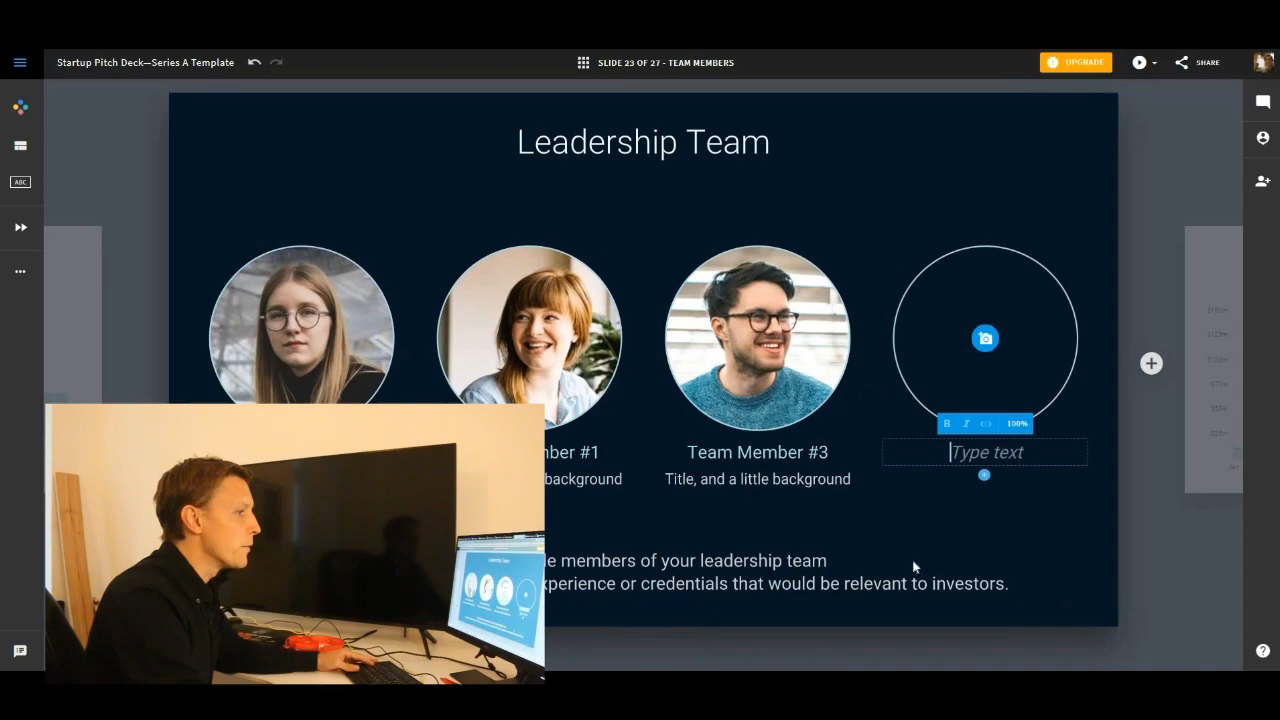 Startup Pitch Deck—Series A Template
SLIDE 23 OF 27 - TEAM MEMBERS
UPGRADE
SHARE
ABC
Leadership Team
B I 100%
mber #1
Team Member #3
Type text
background
Title, and a little background
e members of your leadership team
xperience or credentials that would be relevant to investors.